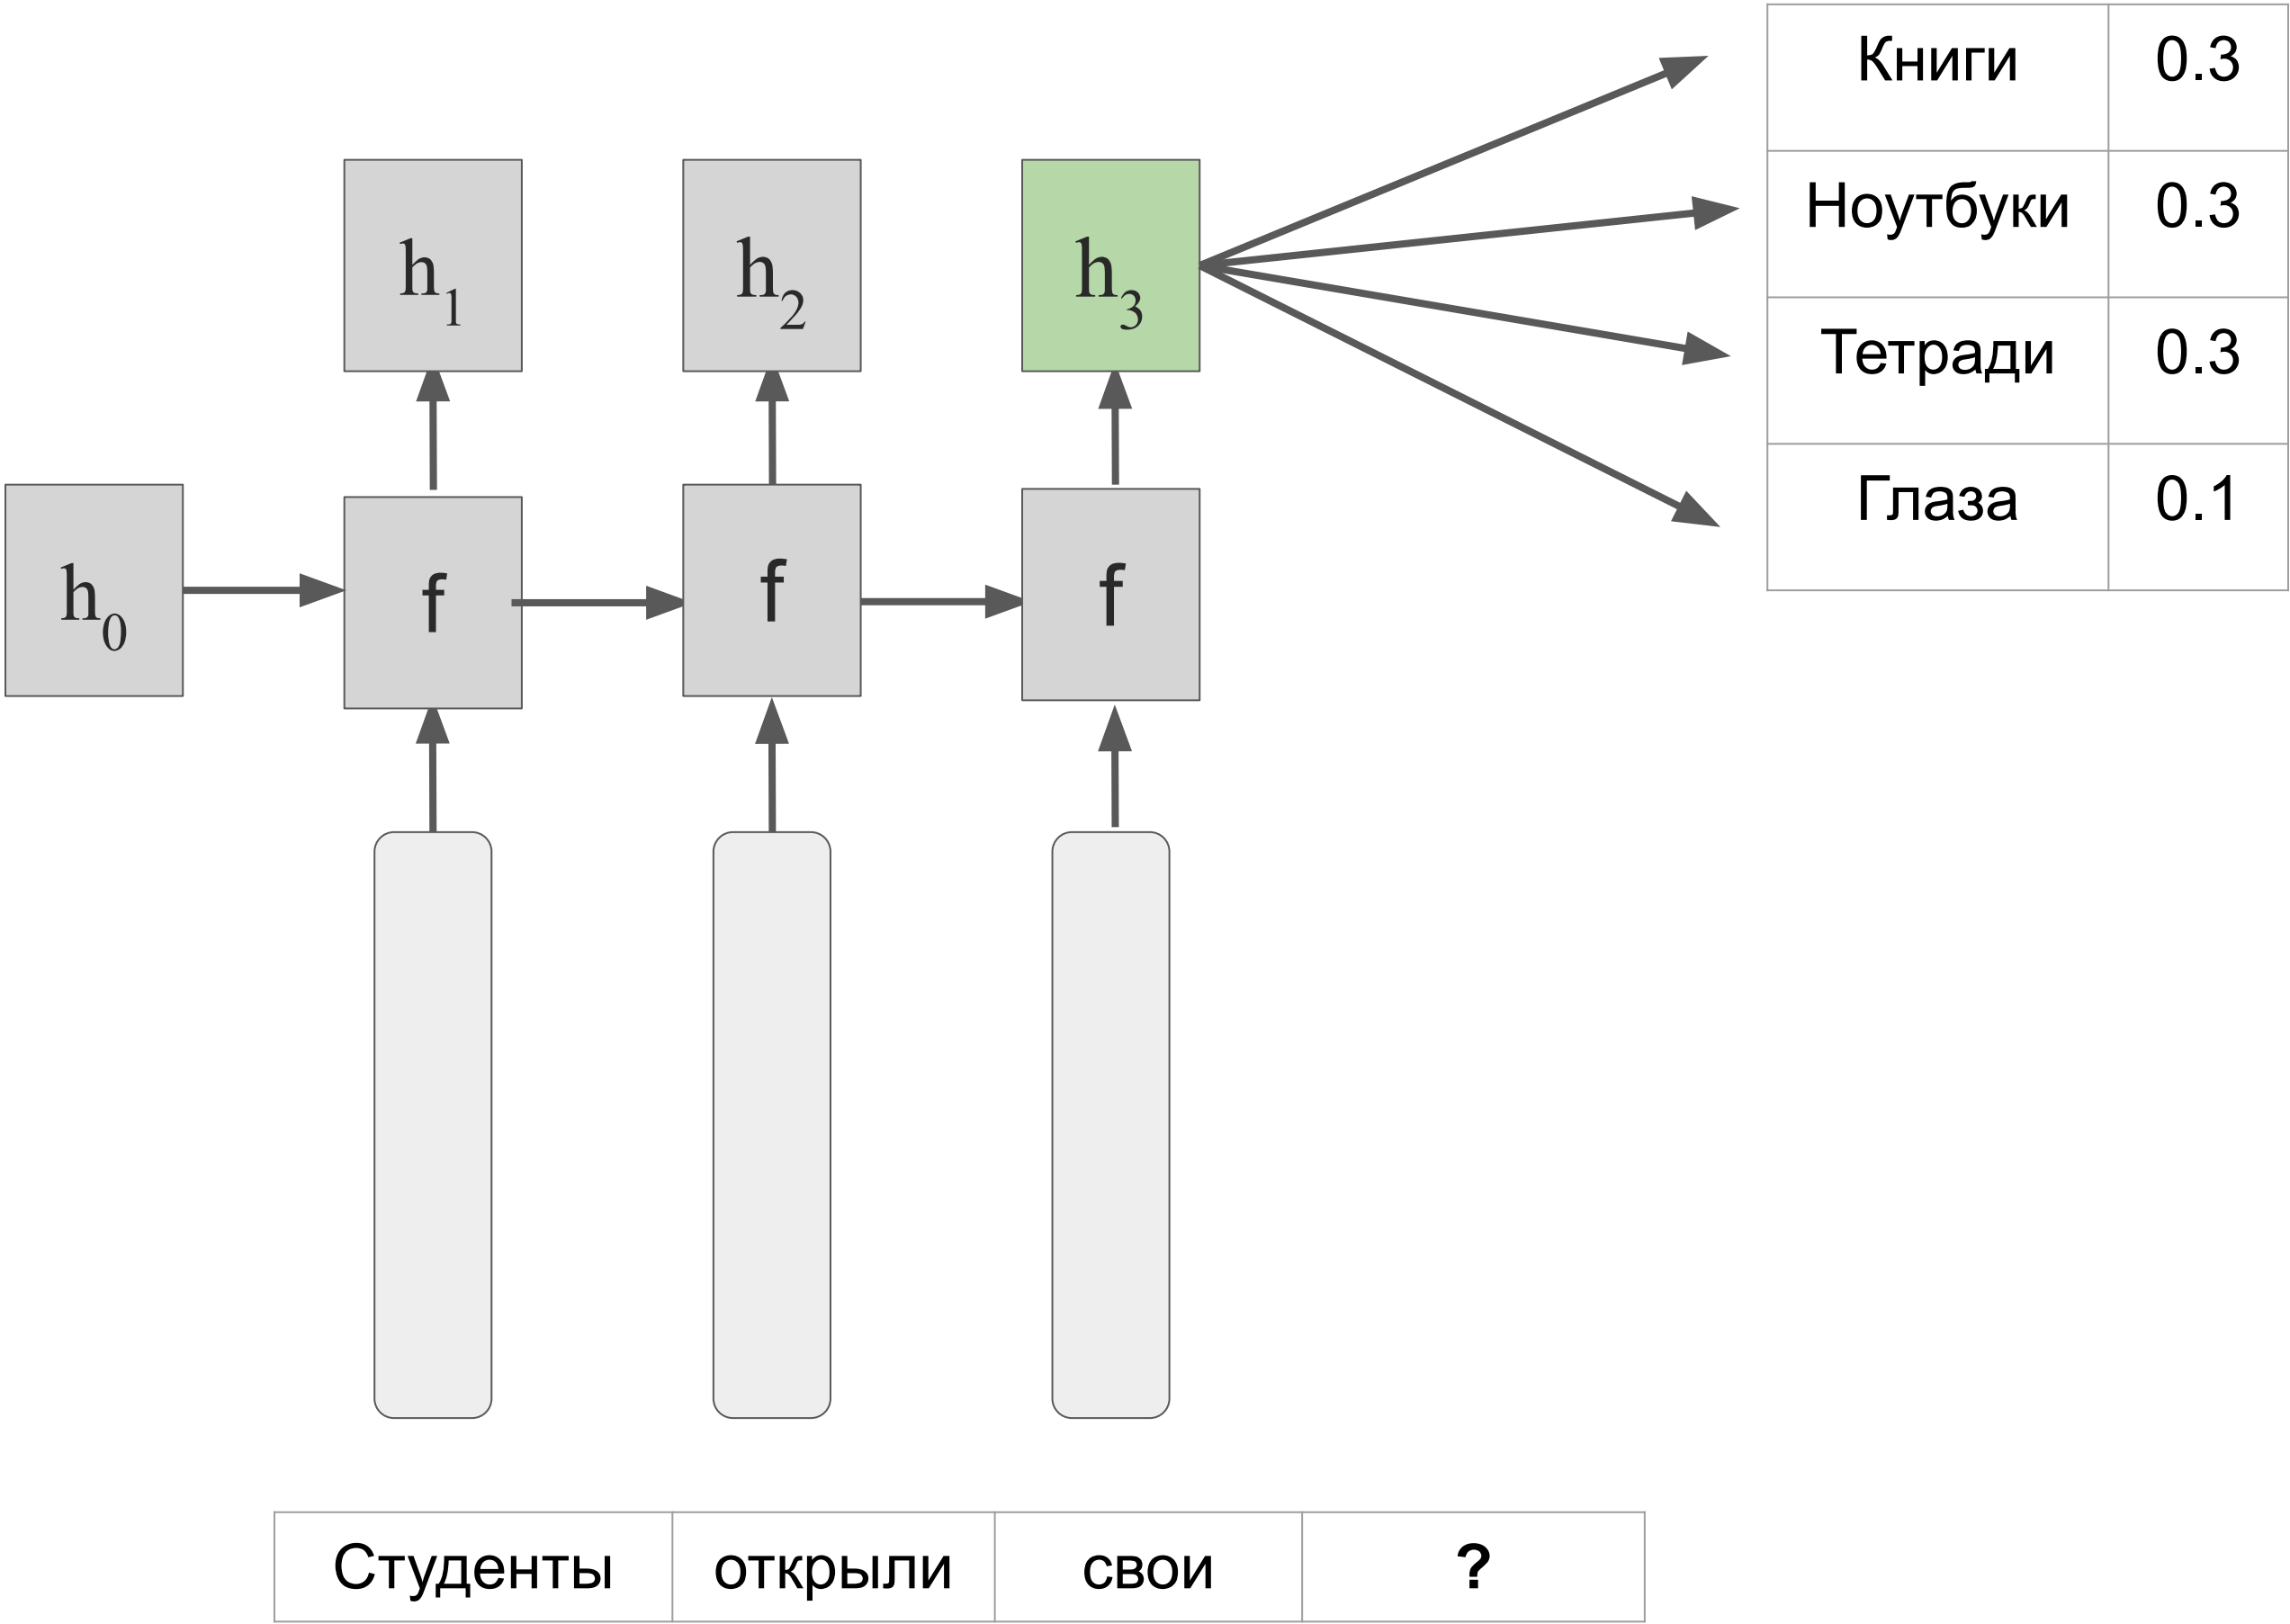 Книги 0.3
Ноутбуки 0.3
Тетради 0.3
Глаза 0.1
h1 h2 h3
h0 f f f
Студенты открыли свои ?